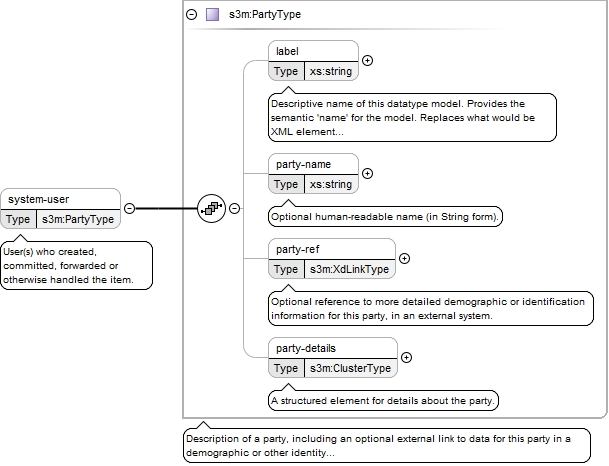 s3m:PartyType
label
Type xs:string
Descriptive name of this datatype model. Provides the
semantic 'name' for the model. Replaces what would be
XML element...
party-name
Type xs:string
Optional human-readable name (in String form).
system-user
Type s3m:PartyType
User(s) who created,
committed, forwarded or
otherwise handled the item.
party-ref
Type s3m:XdLinkType
Optional reference to more detailed demographic or identification
information for this party, in an external system.
party-details
Type s3m:ClusterType
A structured element for details about the party.
Description of a party, including an optional external link to data for this party in a
demographic or other identity...